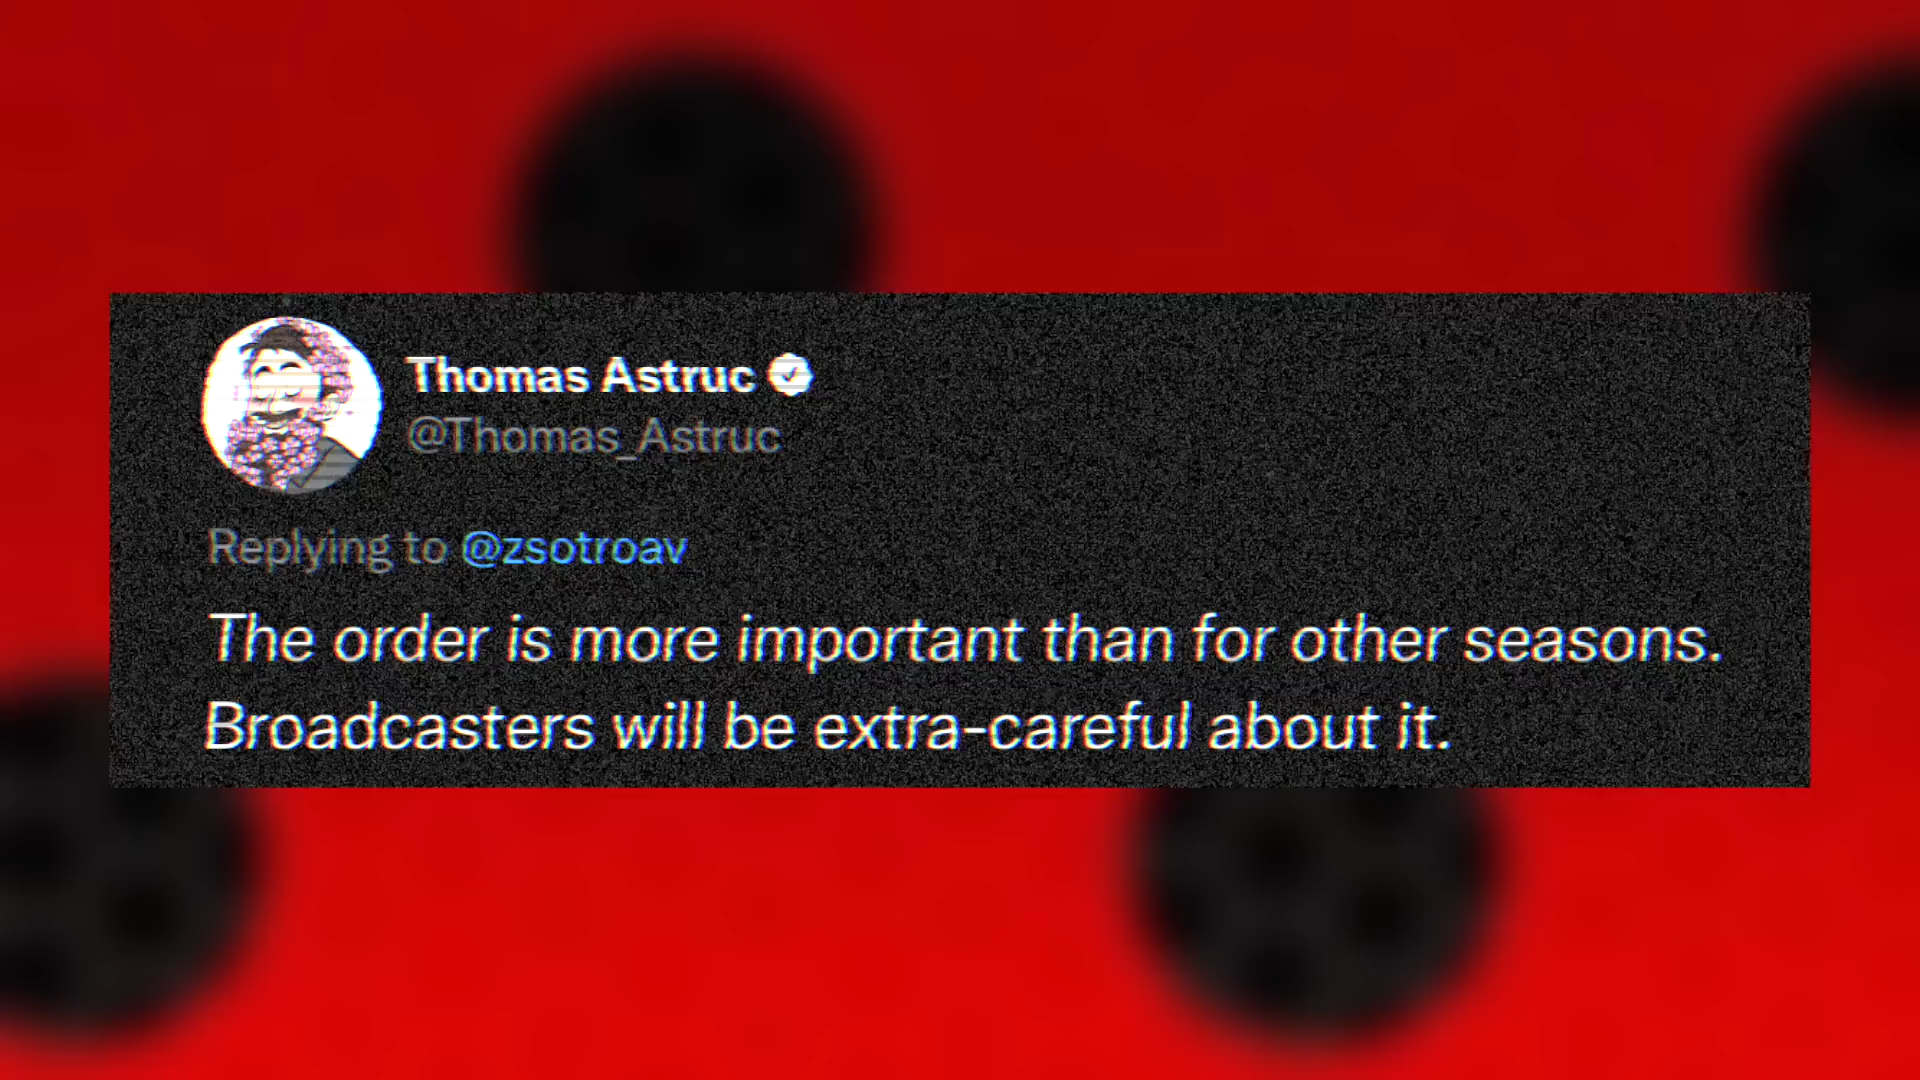 Thomas Astruc
@Thomas_Astruc
Replying to @zsotroav
The order is more important than for other seasons.
Broadcasters will be extra-careful about it.